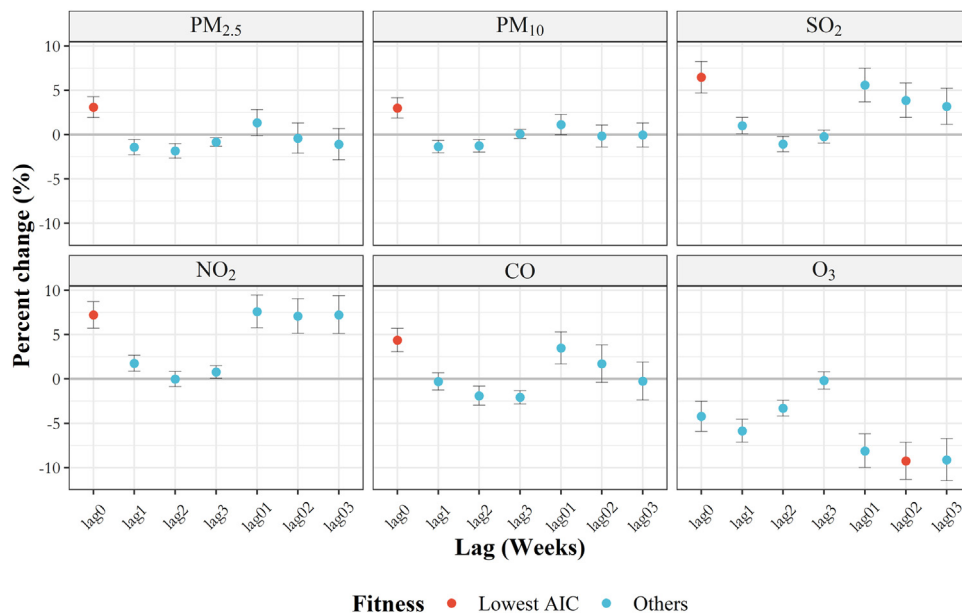 PM2.5 PM10 SO2
10
5
0
-5
-10
NO2 CO O3
10
5
0
-5
-10
Percent change (%)
lag0 lag1 lag2 lag3 lag01 lag02 lag03 lag0 lag1 lag2 lag3 lag01 lag02 lag03 lag0 lag1 lag2 lag3 lag01 lag02 lag03
Lag (Weeks)
Fitness Lowest AIC Others